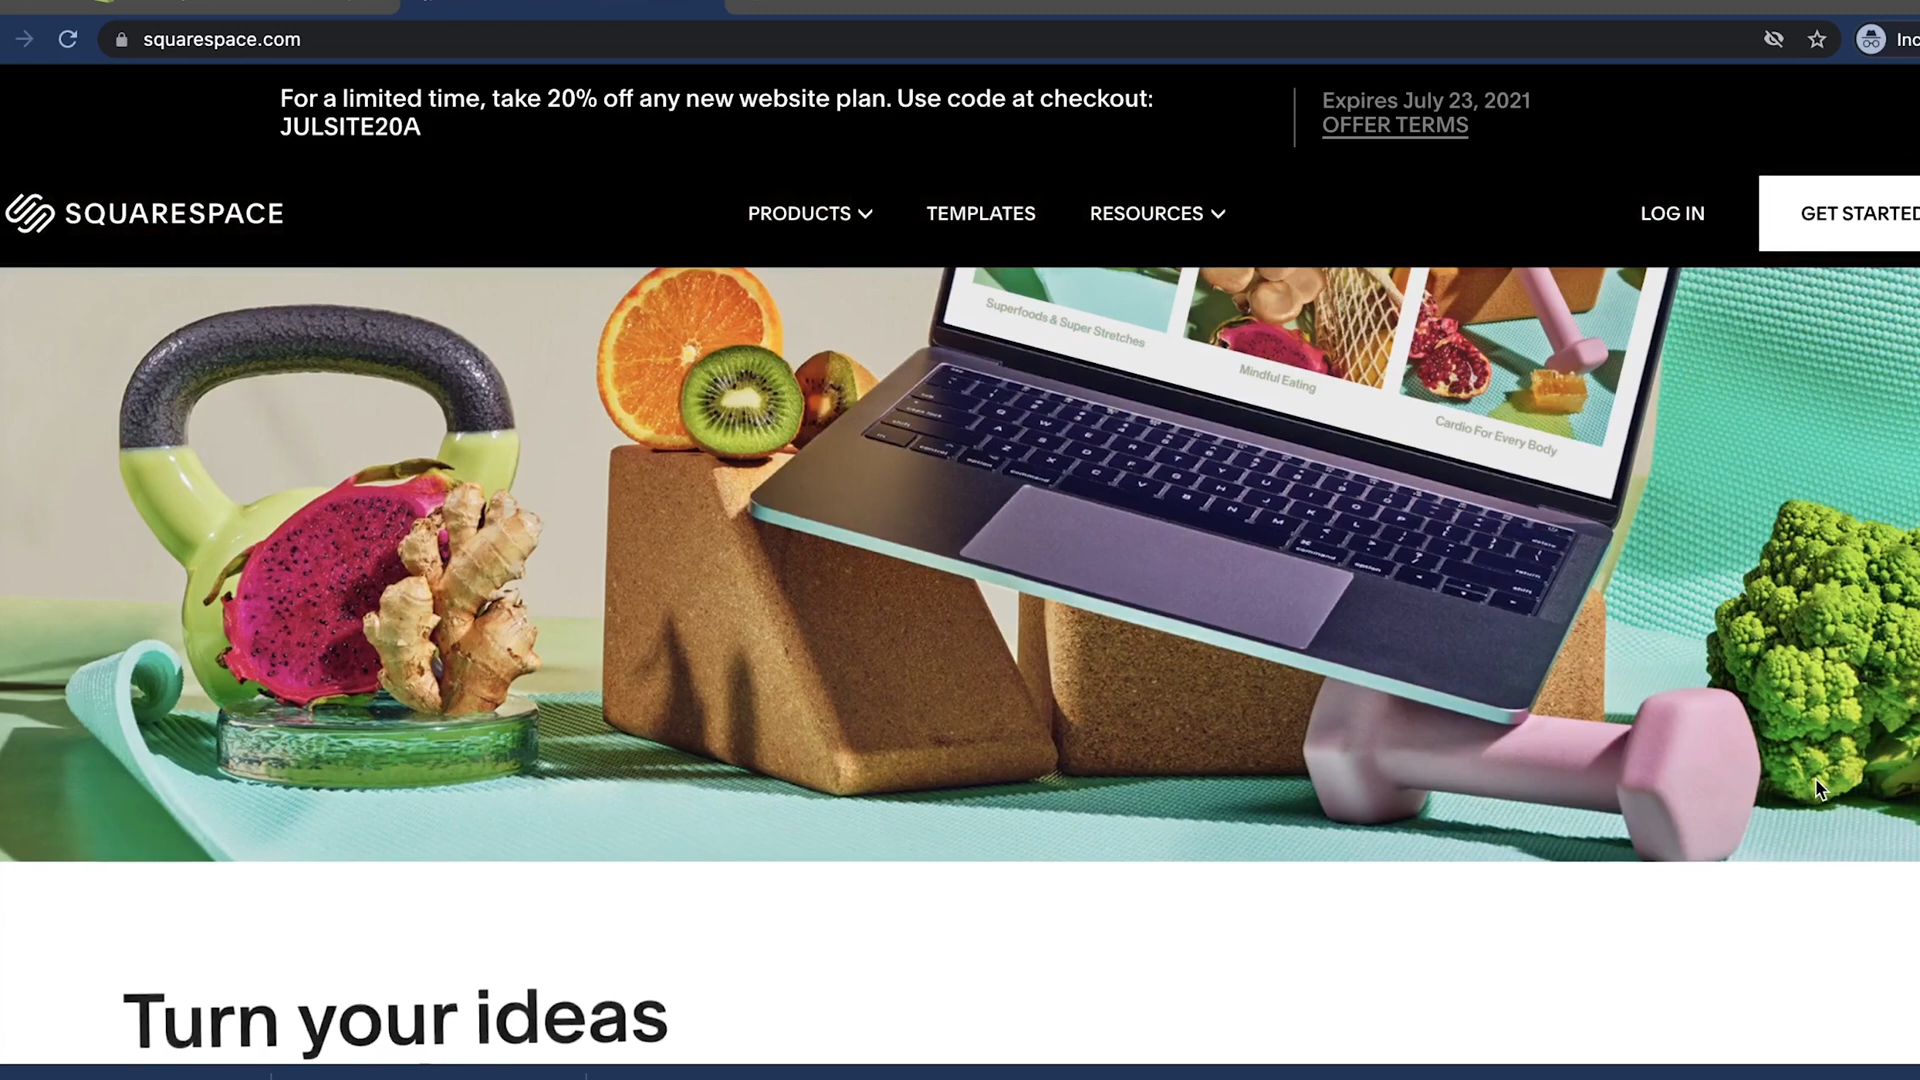 squarespace.com
Inc
For a limited time, take 20% off any new website plan. Use code at checkout:
JULSITE20A
Expires July 23, 2021
OFFER TERMS
SQUARESPACE
PRODUCTS
TEMPLATES
RESOURCES
LOG IN
GET STARTED
Superfoods & Super Stretches
Mindful Eating
Cardio For Every Body
Turn your ideas